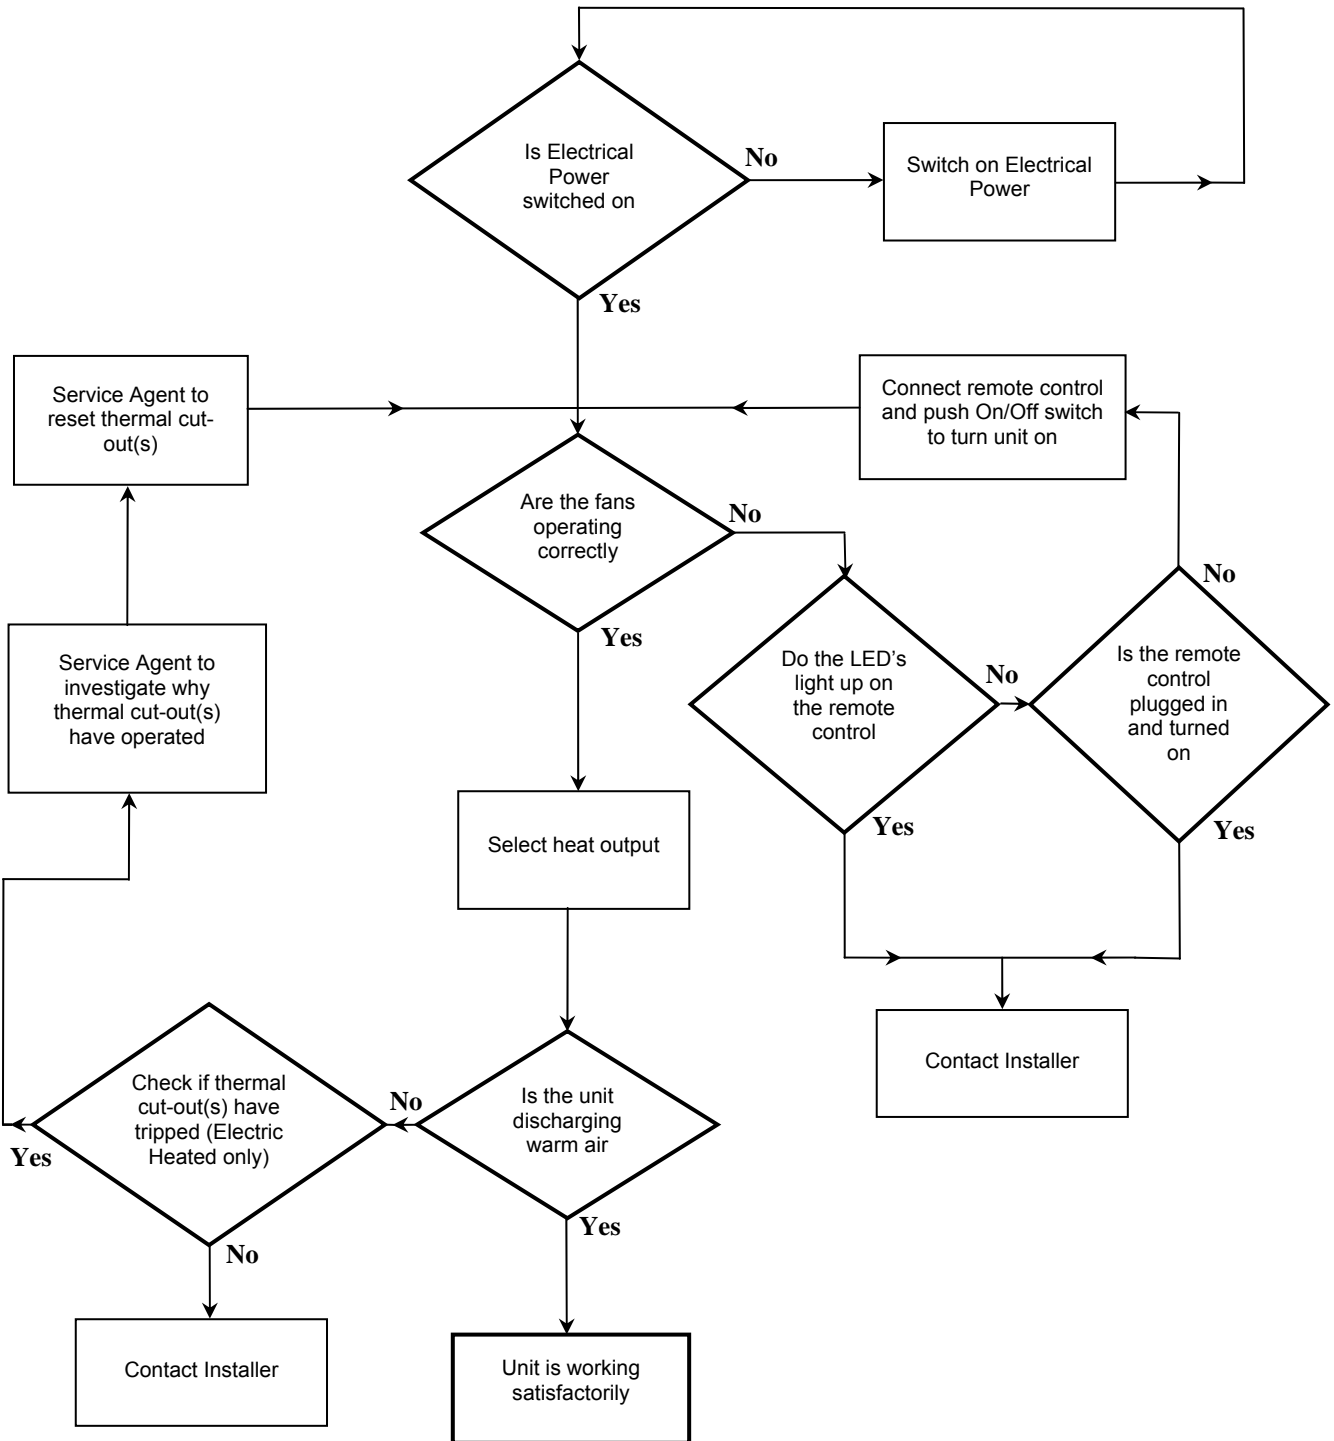 Is Electrical
Power
switched on
No
Switch on Electrical
Power
Yes
Service Agent to
reset thermal cut-
out(s)
Connect remote control
and push On/Off switch
to turn unit on
Are the fans
operating
correctly
No
Yes
No
Service Agent to
investigate why
thermal cut-out(s)
have operated
Do the LED's
light up on
the remote
control
No
Is the remote
control
plugged in
and turned
on
Yes
Yes
Select heat output
Check if thermal
cut-out(s) have
tripped (Electric
Heated only)
No
Is the unit
discharging
warm air
Contact Installer
Yes
No
Yes
Contact Installer
Unit is working
satisfactorily